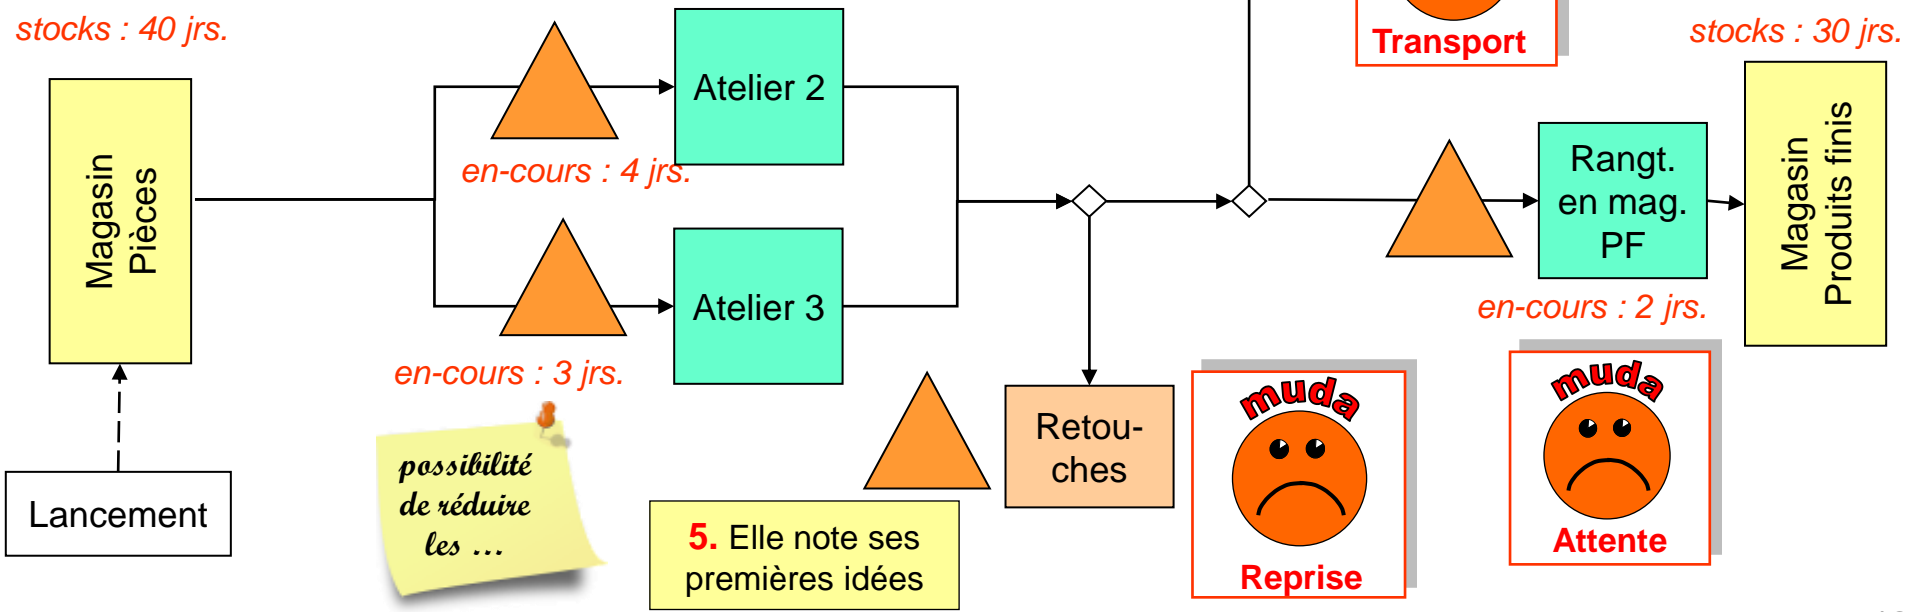 stocks : 40 jrs.
Transport
stocks : 30 jrs.
Magasin
Pièces
Atelier 2
en-cours : 4 jrs.
Rangt.
en mag.
PF
Magasin
Produits finis
Atelier 3
en-cours : 2 jrs.
en-cours : 3 jrs.
Lancement
possibilité
de réduire
les ...
5. Elle note ses
premières idées
Retou-
ches
muda
Reprise
muda
Attente